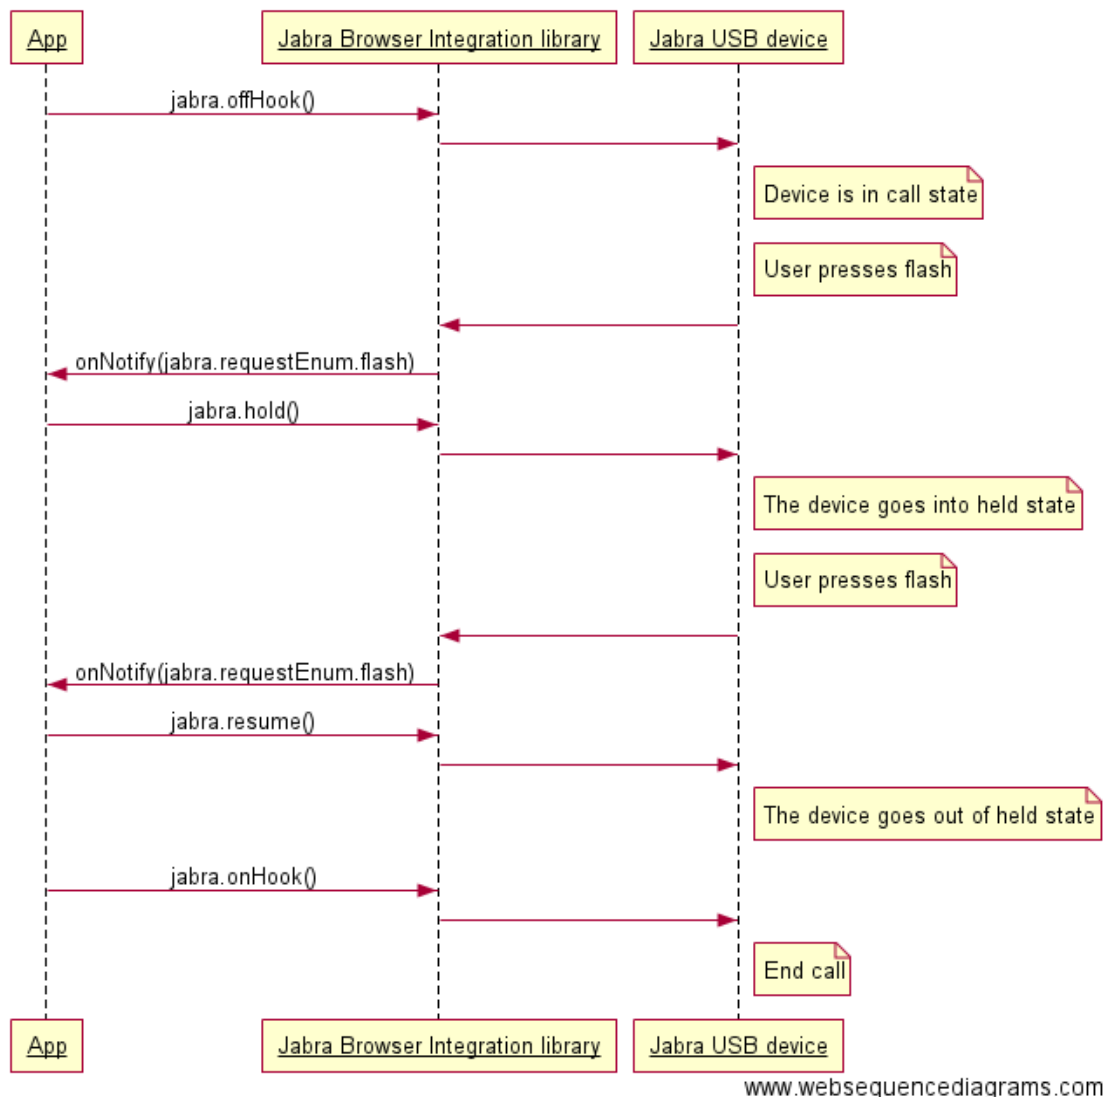 App
Jabra Browser Integration library
Jabra USB device
jabra.offHook()
Device is in call state
User presses flash
onNotify(jabra.requestEnum.flash)
jabra.hold()
The device goes into held state
User presses flash
onNotify(jabra.requestEnum.flash)
jabra.resume()
The device goes out of held state
jabra.onHook()
End call
App
Jabra Browser Integration library
Jabra USB device
www.websequencediagrams.com